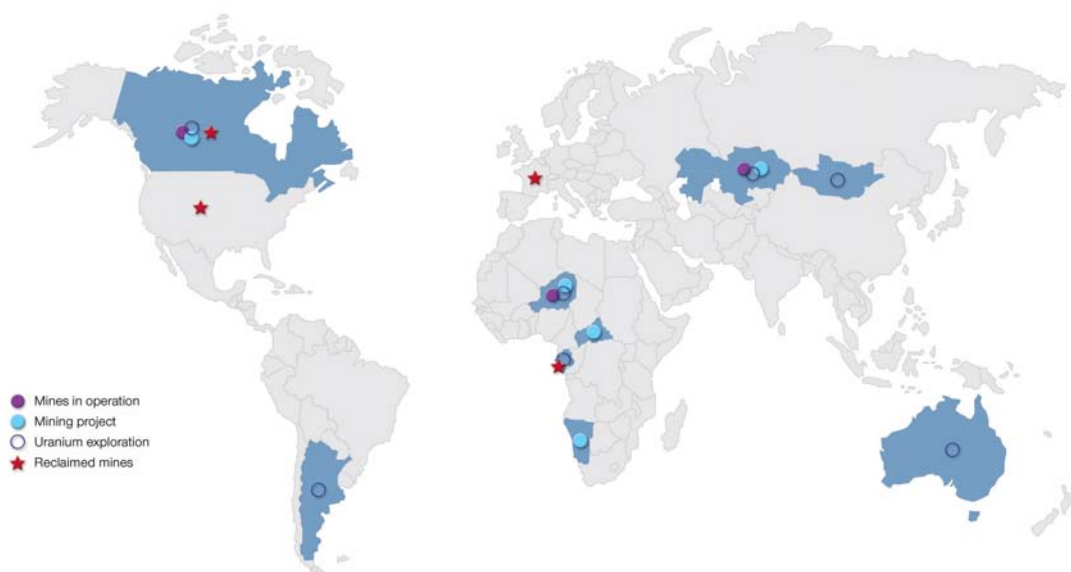 Mines in operation
Mining project
Uranium exploration
Reclaimed mines